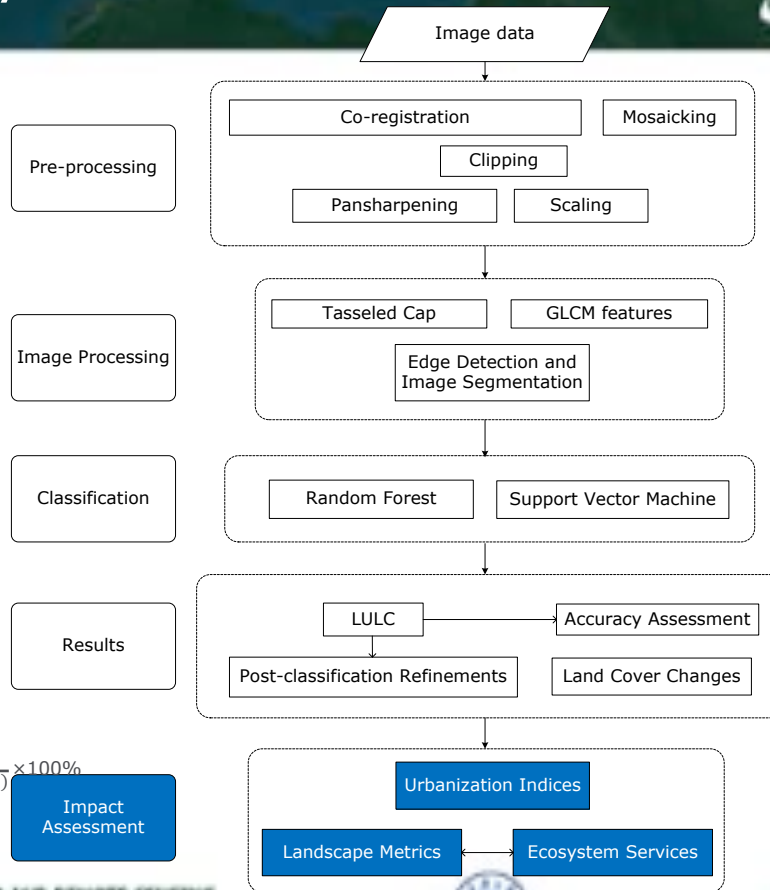 Image data
Pre-processing
Co-registration
Mosaicking
Clipping
Pansharpening
Scaling
Image Processing
Tasseled Cap
GLCM features
Edge Detection and
Image Segmentation
Classification
Random Forest
Support Vector Machine
Results
LULC
Accuracy Assessment
Post-classification Refinements
Land Cover Changes
) ×100%
Impact
Assessment
Urbanization Indices
Landscape Metrics
Ecosystem Services